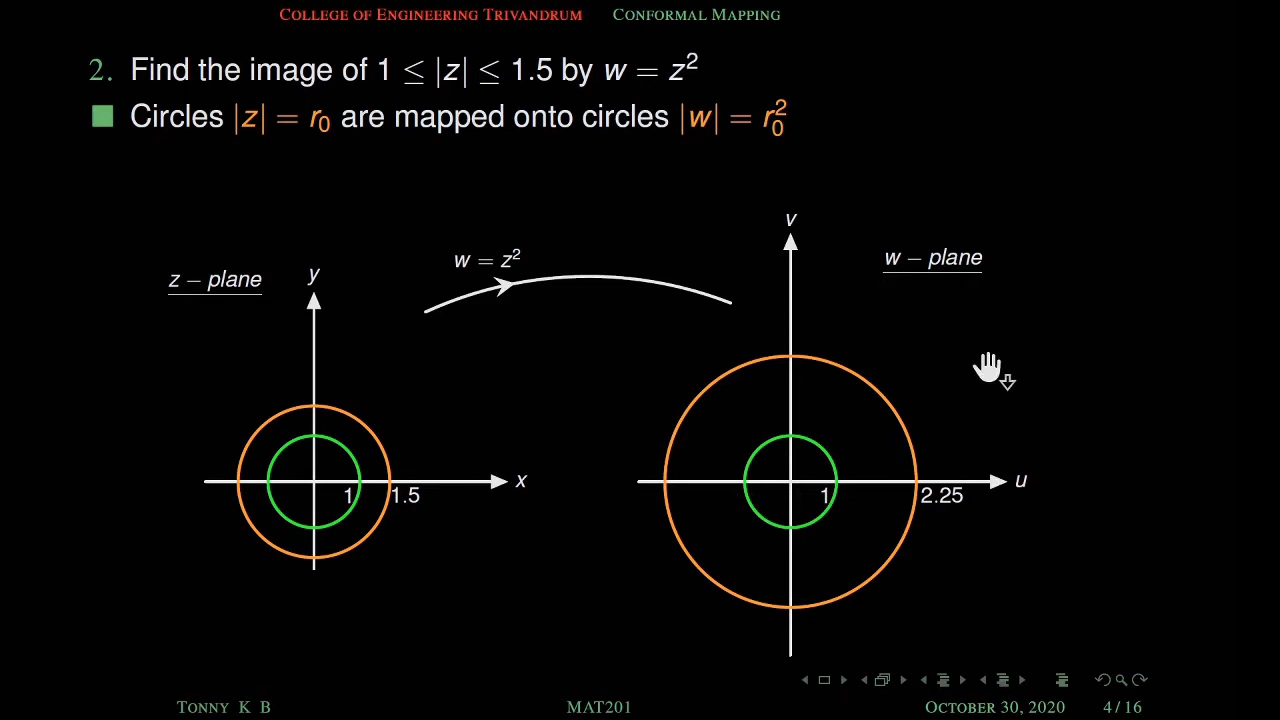 COLLEGE OF ENGINEERING TRIVANDRUM CONFORMAL MAPPING
2. Find the image of 1 ≤ |z| ≤ 1.5 by w = z²
Circles |z| = r₀ are mapped onto circles |w| = r₀²
v
w = z²
w − plane
z − plane
y
x
u
1
1.5
1
2.25
TONNY K B MAT201 OCTOBER 30, 2020 4/16